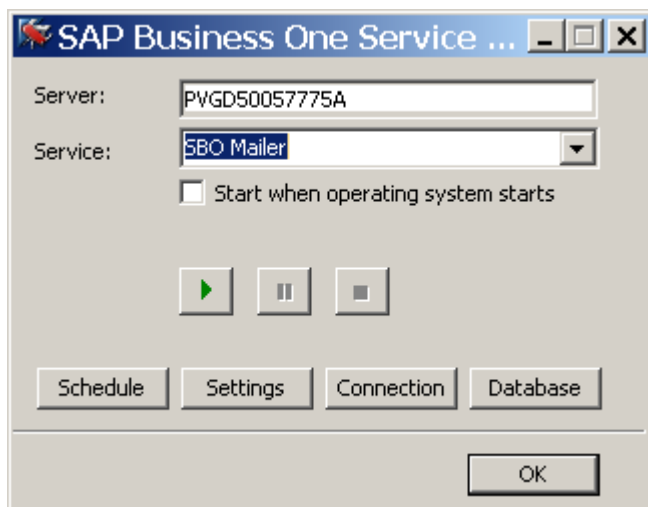 SAP Business One Service ...
Server: PVGD50057775A
Service: SBO Mailer
Start when operating system starts
Schedule Settings Connection Database
OK